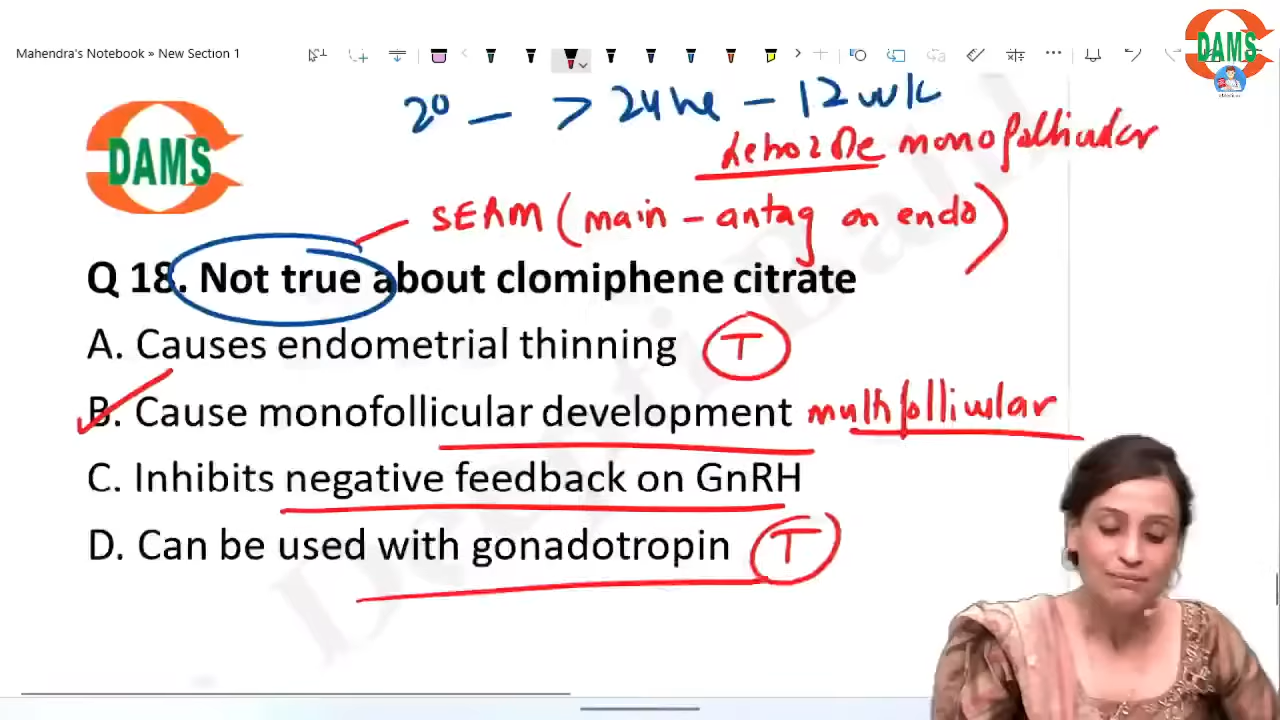 Mahendra's Notebook » New Section 1
DAMS
20 — > 24 hr — 12 wk
DAMS
Letrozole monofollicular
SERM (main - antag on endo)
Q 18. Not true about clomiphene citrate
A. Causes endometrial thinning T
B. Cause monofollicular development multifollicular
C. Inhibits negative feedback on GnRH
D. Can be used with gonadotropin T